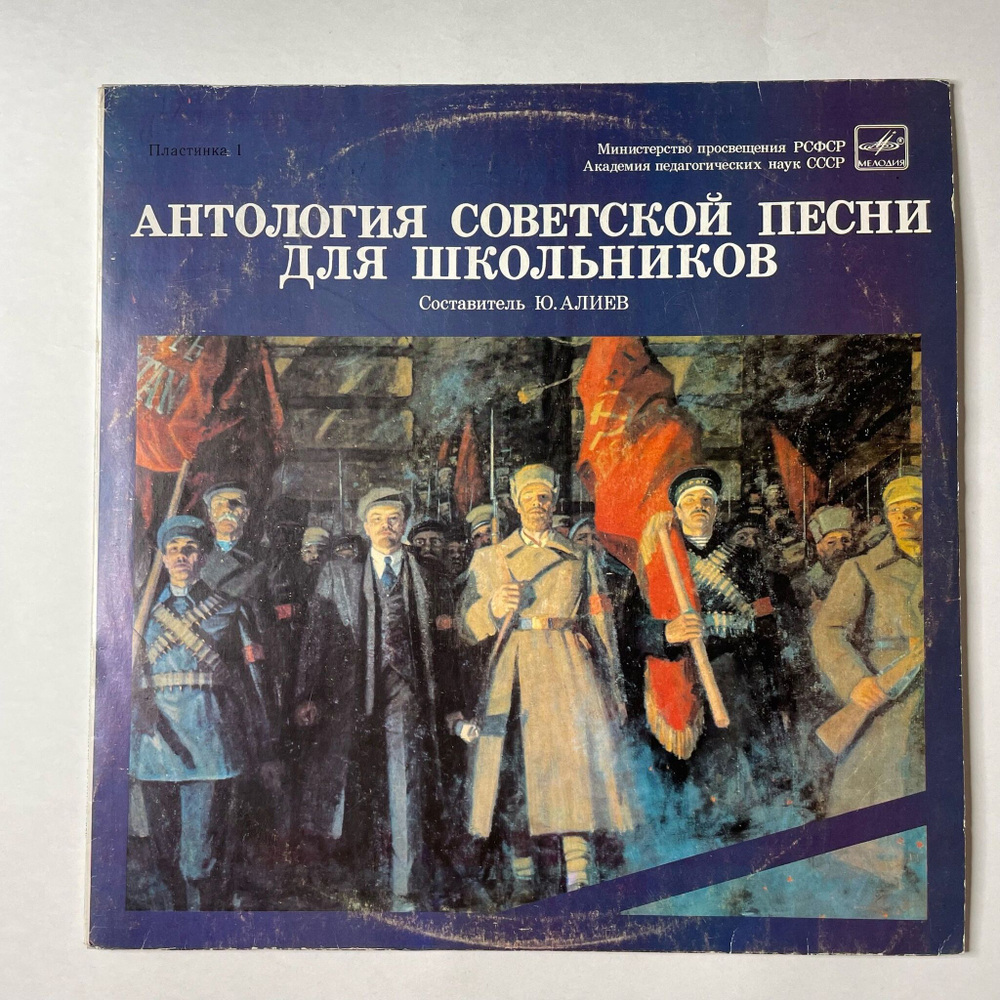 Пластинка 1
Министерство просвещения РСФСР
Академия педагогических наук СССР
МЕЛОДИЯ
АНТОЛОГИЯ СОВЕТСКОЙ ПЕСНИ
ДЛЯ ШКОЛЬНИКОВ
Составитель Ю. АЛИЕВ